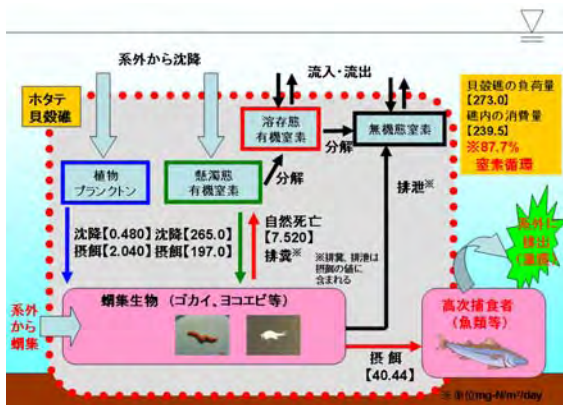 系外から沈降
流入・流出
ホタテ
貝殻礁
溶存態
有機窒素
無機態窒素
分解
貝殻礁の負荷量
【273.0】
礁内の消費量
【239.5】
※87.7%
窒素循環
植物
プランクトン
懸濁態
有機窒素
分解
排泄※
沈降【0.480】
摂餌【2.040】
沈降【265.0】
摂餌【197.0】
自然死亡
【7.520】
排糞※
※排糞、排泄は
摂餌の値に
含まれる
系外に
排出
系外
から
蝟集
蝟集生物（ゴカイ、ヨコエビ等）
高次捕食者
（魚類等）
摂餌
【40.44】
※単位mg-N/m²/day